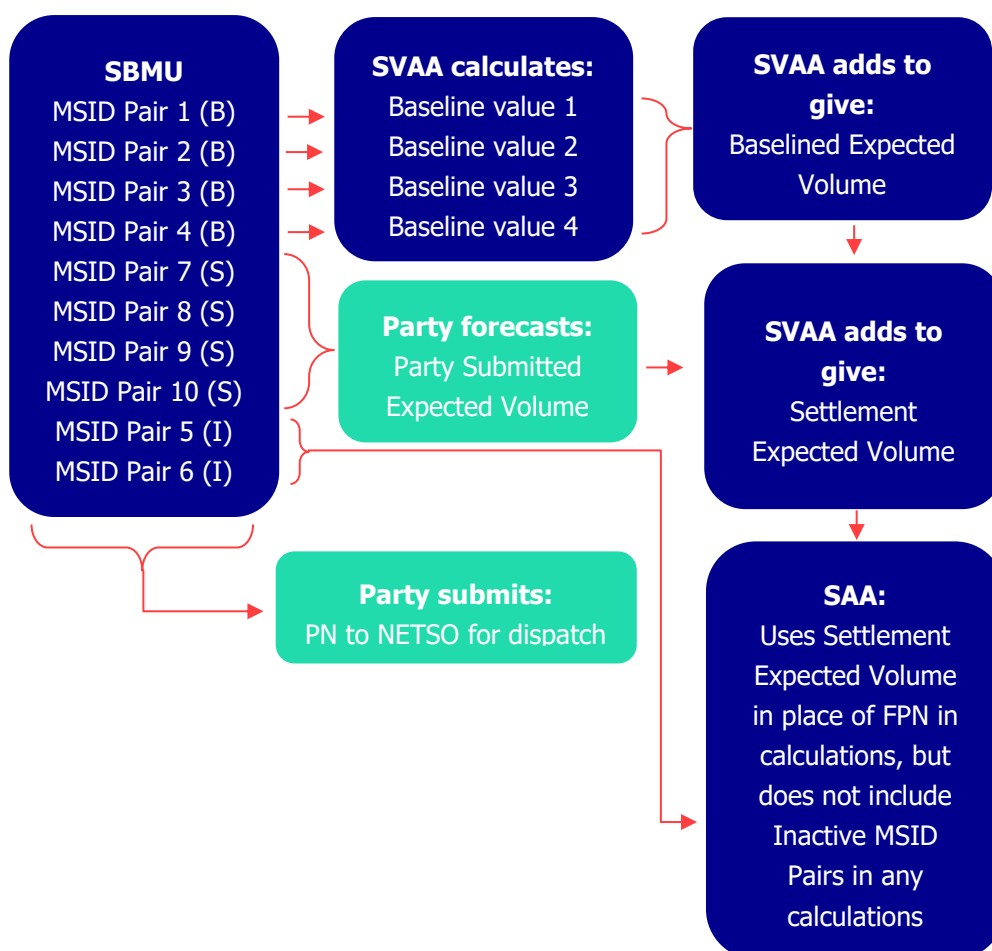 SBMU
MSID Pair 1 (B)
MSID Pair 2 (B)
MSID Pair 3 (B)
MSID Pair 4 (B)
MSID Pair 7 (S)
MSID Pair 8 (S)
MSID Pair 9 (S)
MSID Pair 10 (S)
MSID Pair 5 (I)
MSID Pair 6 (I)
SVAA calculates:
Baseline value 1
Baseline value 2
Baseline value 3
Baseline value 4
SVAA adds to
give:
Baselined Expected
Volume
Party forecasts:
Party Submitted
Expected Volume
SVAA adds to
give:
Settlement
Expected Volume
Party submits:
PN to NETSO for dispatch
SAA:
Uses Settlement
Expected Volume
in place of FPN in
calculations, but
does not include
Inactive MSID
Pairs in any
calculations